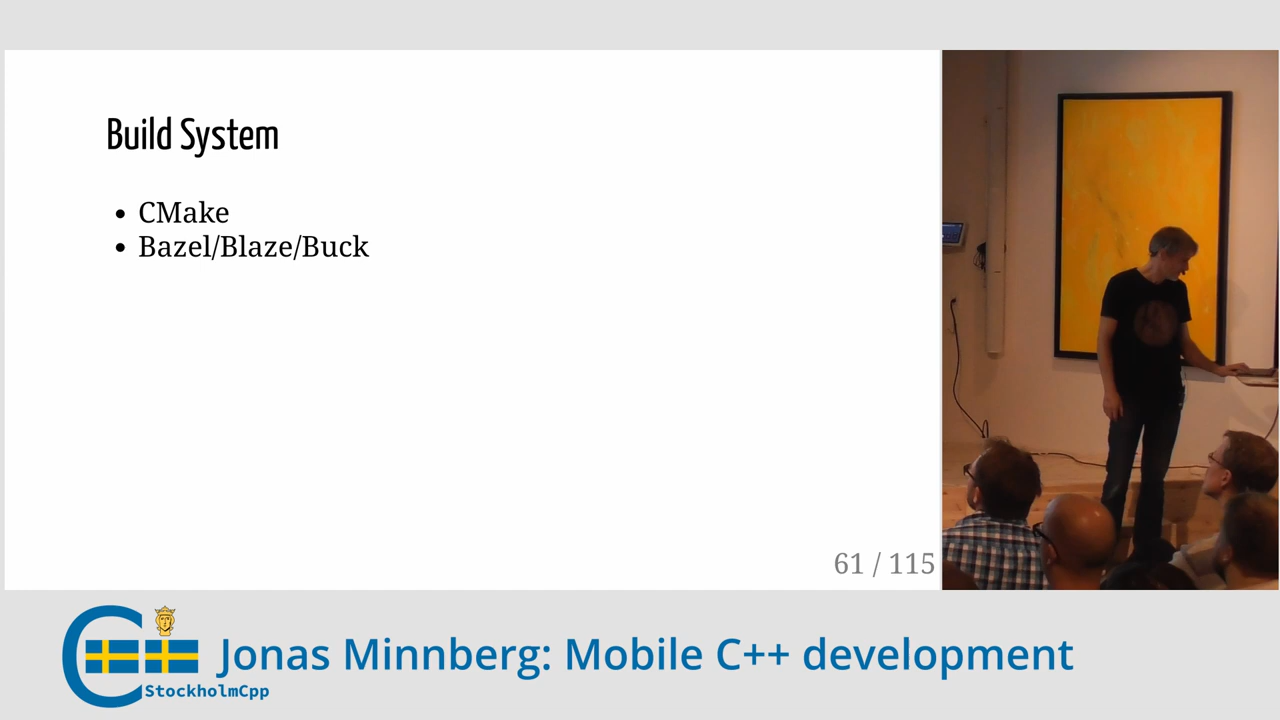 Build System
CMake
Bazel/Blaze/Buck
61 / 115
Jonas Minnberg: Mobile C++ development
StockholmCpp